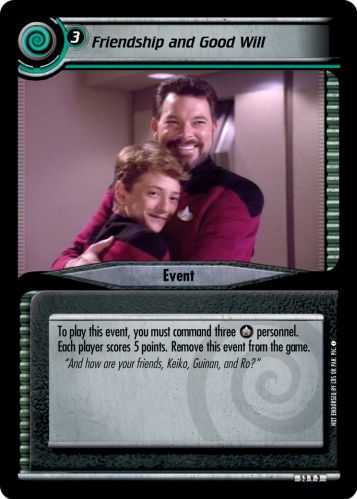 3
Friendship and Good Will
Event
To play this event, you must command three personnel.
Each player scores 5 points. Remove this event from the game.
"And how are your friends, Keiko, Guinan, and Ro?"
NOT ENDORSED BY CBS OR PAR. PIC.
53 V 3